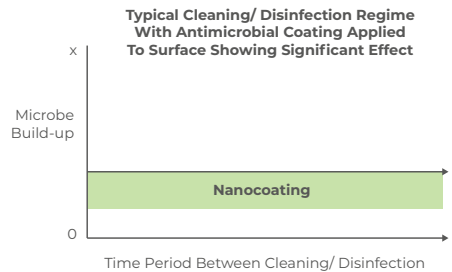 Typical Cleaning/ Disinfection Regime
With Antimicrobial Coating Applied
To Surface Showing Significant Effect
x
Microbe
Build-up
Nanocoating
0
Time Period Between Cleaning/ Disinfection